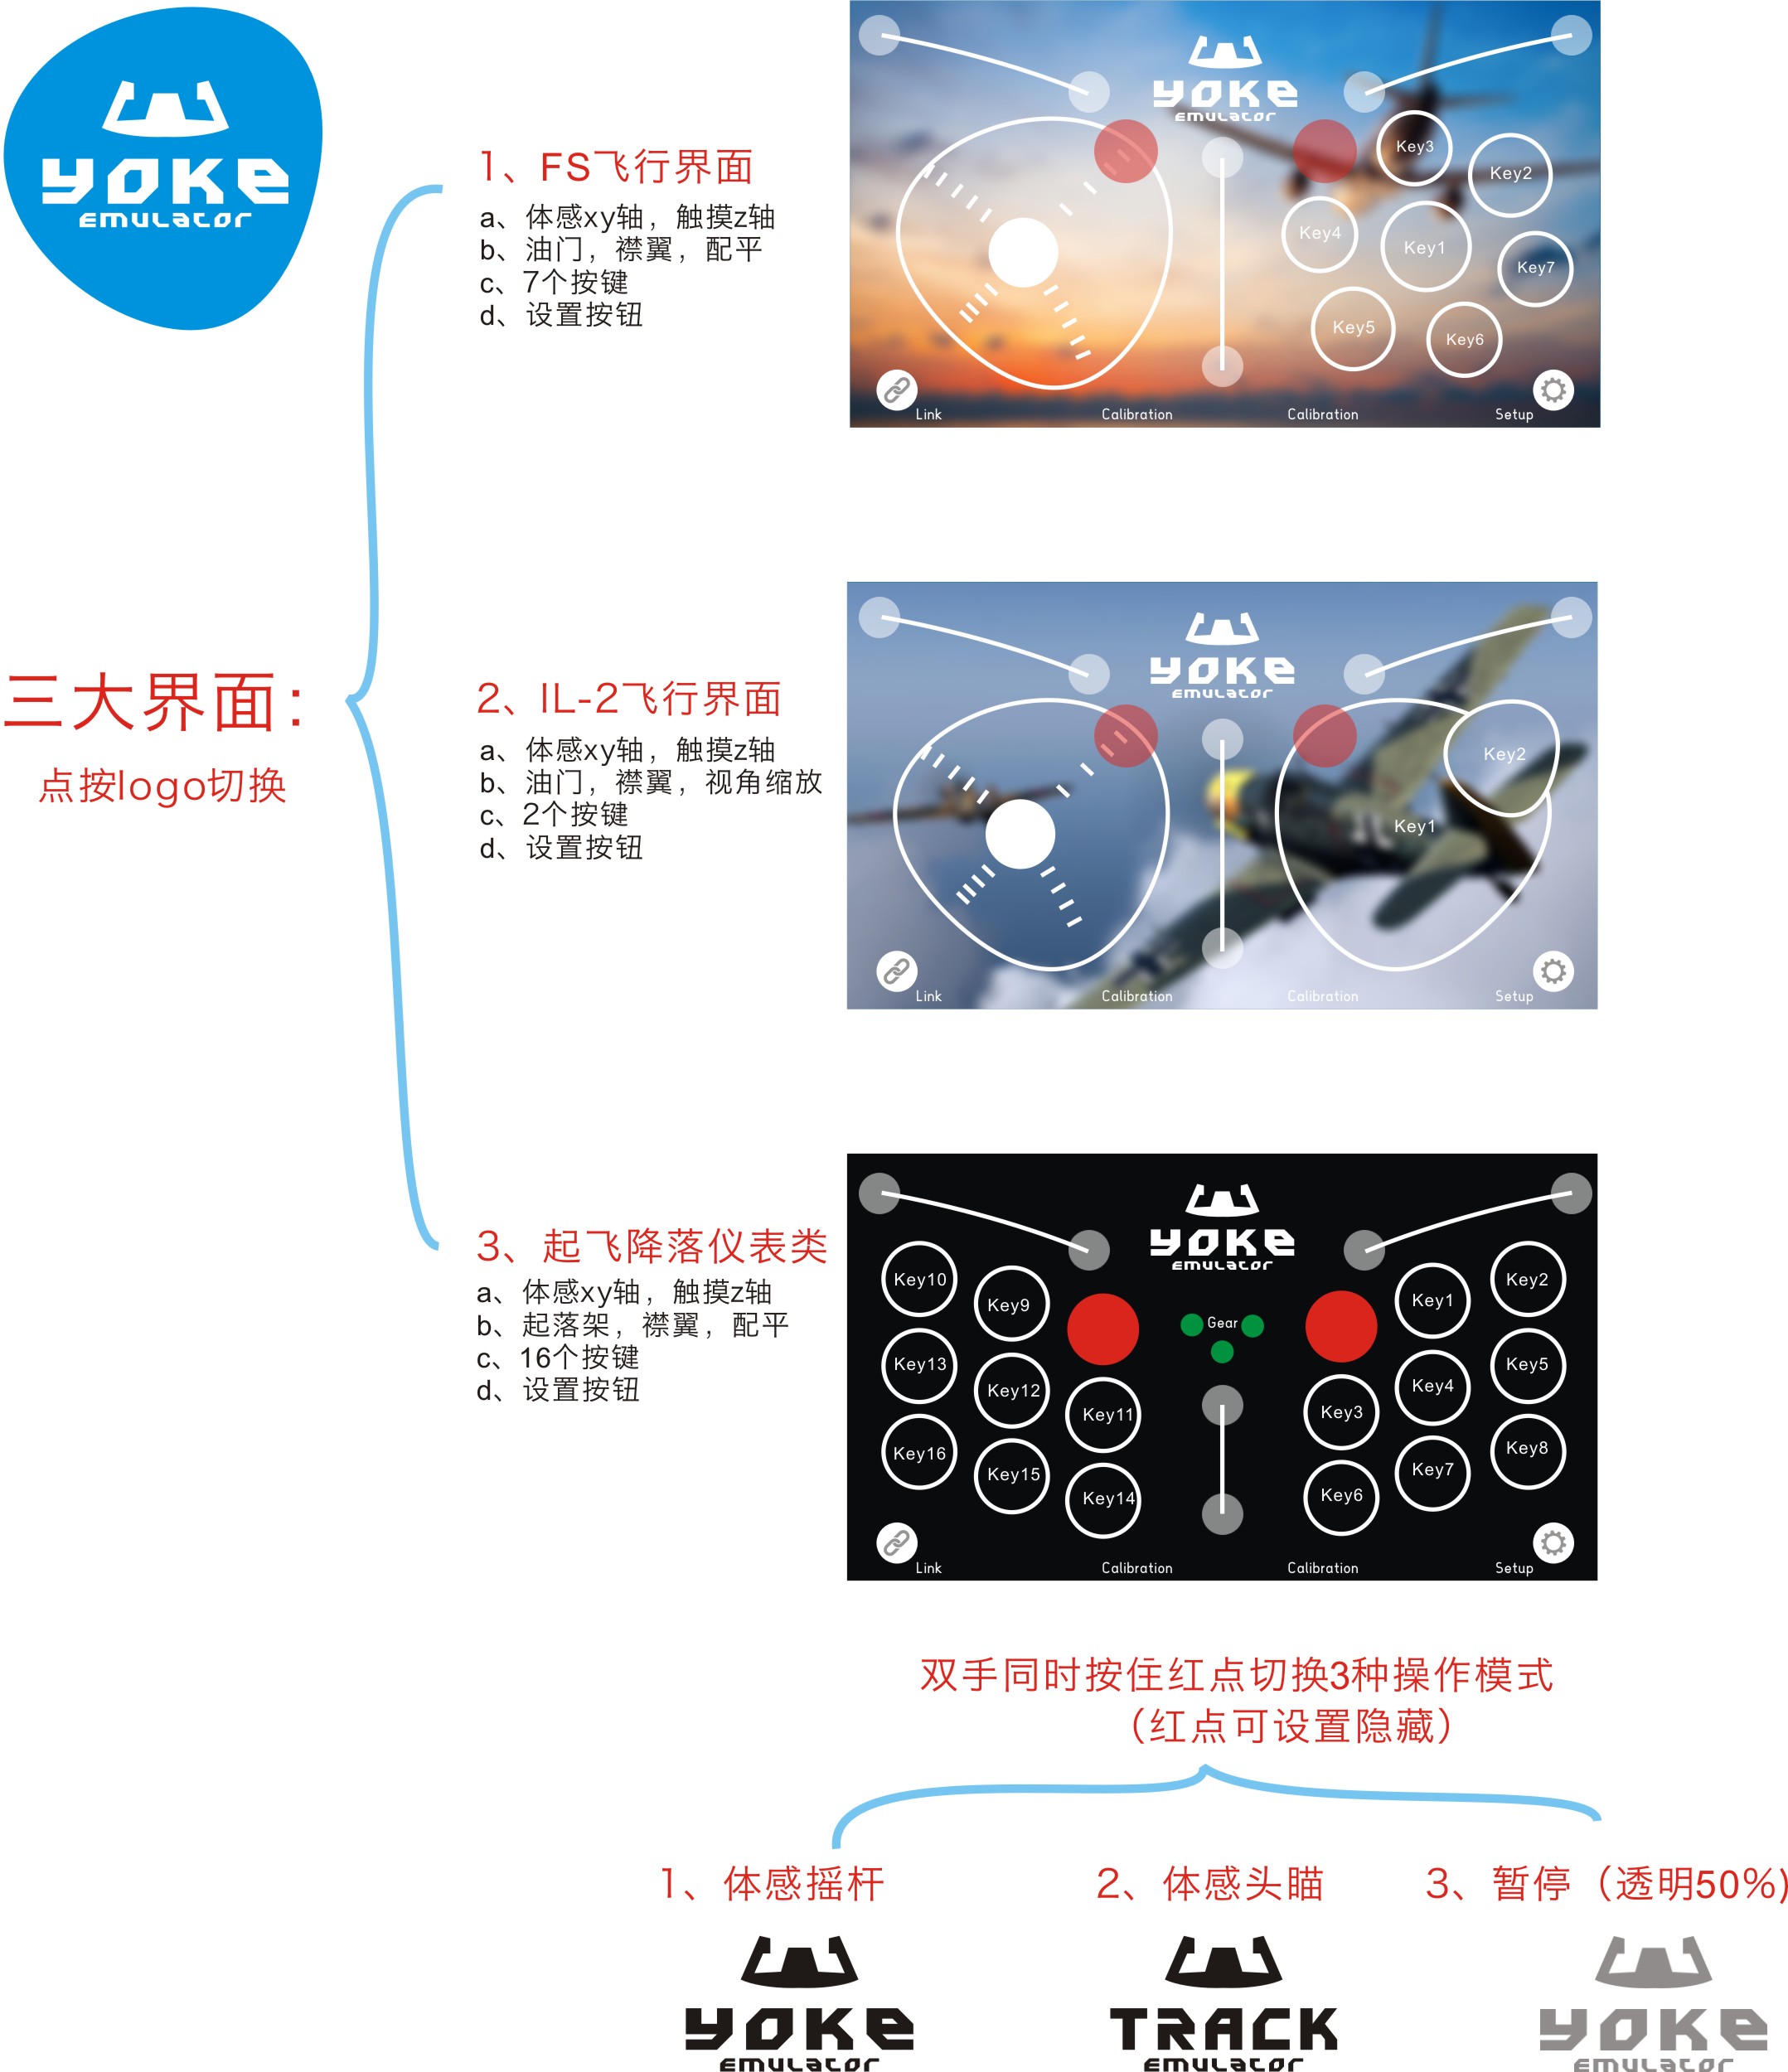 YOKE
emulator
三大界面：
点按logo切换
1、FS飞行界面
a、体感xy轴，触摸z轴
b、油门，襟翼，配平
c、7个按键
d、设置按钮
YOKE
emulator
Key3
Key2
Key4
Key1
Key7
Key5
Key6
Link
Calibration
Calibration
Setup
2、IL-2飞行界面
a、体感xy轴，触摸z轴
b、油门，襟翼，视角缩放
c、2个按键
d、设置按钮
YOKE
emulator
Key2
Key1
Link
Calibration
Calibration
Setup
3、起飞降落仪表类
a、体感xy轴，触摸z轴
b、起落架，襟翼，配平
c、16个按键
d、设置按钮
YOKE
emulator
Key10
Key9
Gear
Key1
Key2
Key13
Key12
Key11
Key3
Key4
Key5
Key16
Key15
Key14
Key6
Key7
Key8
Link
Calibration
Calibration
Setup
双手同时按住红点切换3种操作模式
（红点可设置隐藏）
1、体感摇杆
2、体感头瞄
3、暂停（透明50%)
YOKE
emulator
TRACK
emulator
YOKE
emulator